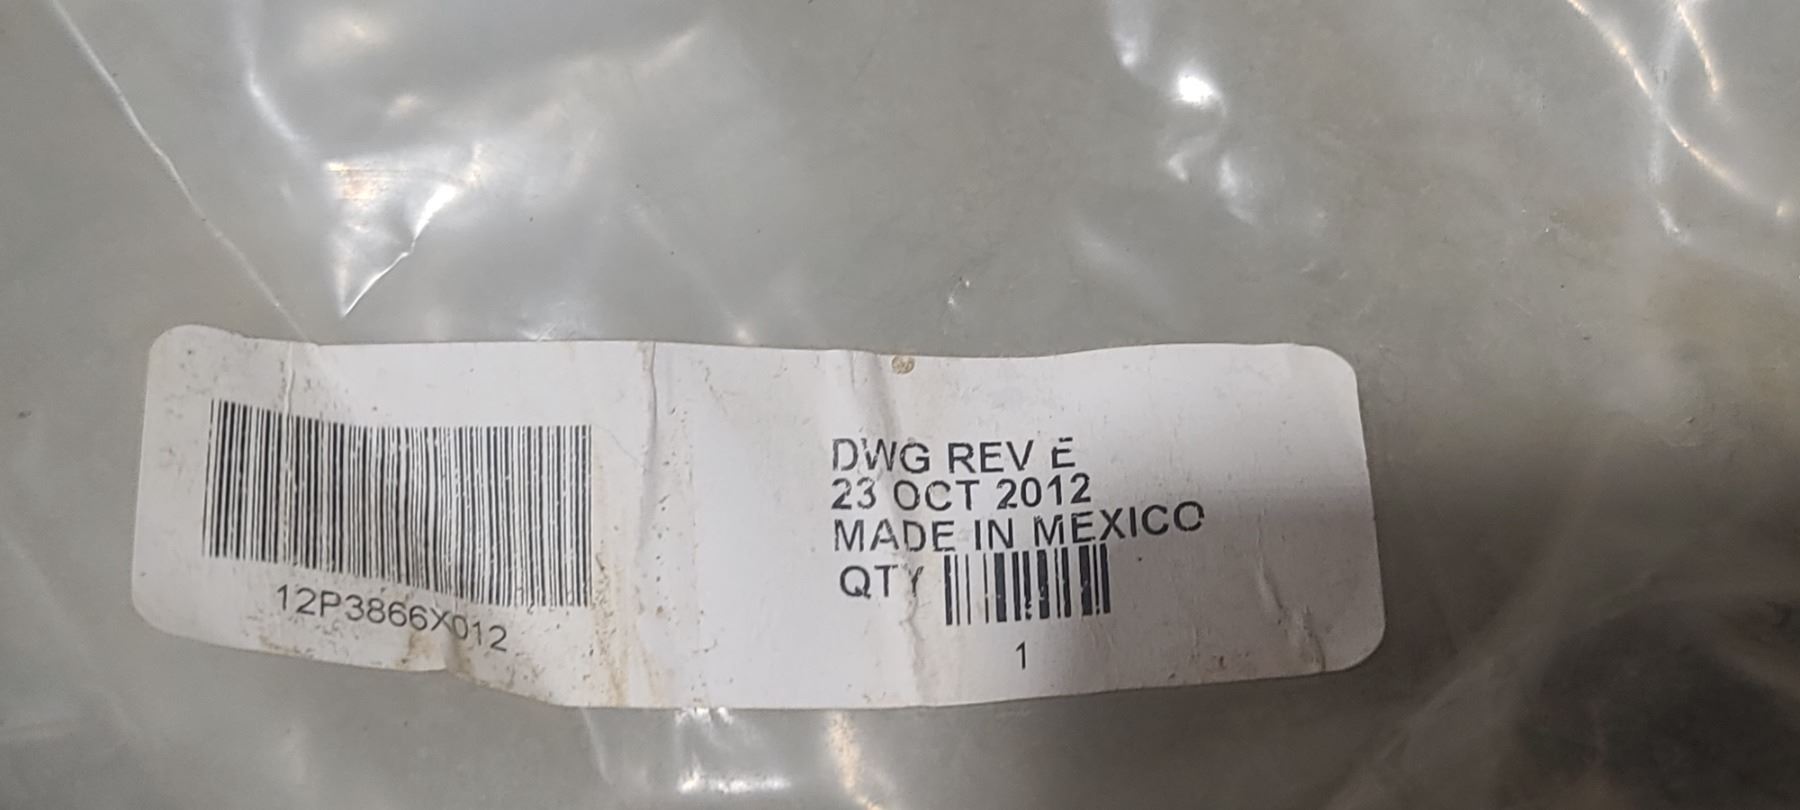 12P3866X012
DWG REV E
23 OCT 2012
MADE IN MEXICO
QTY
1